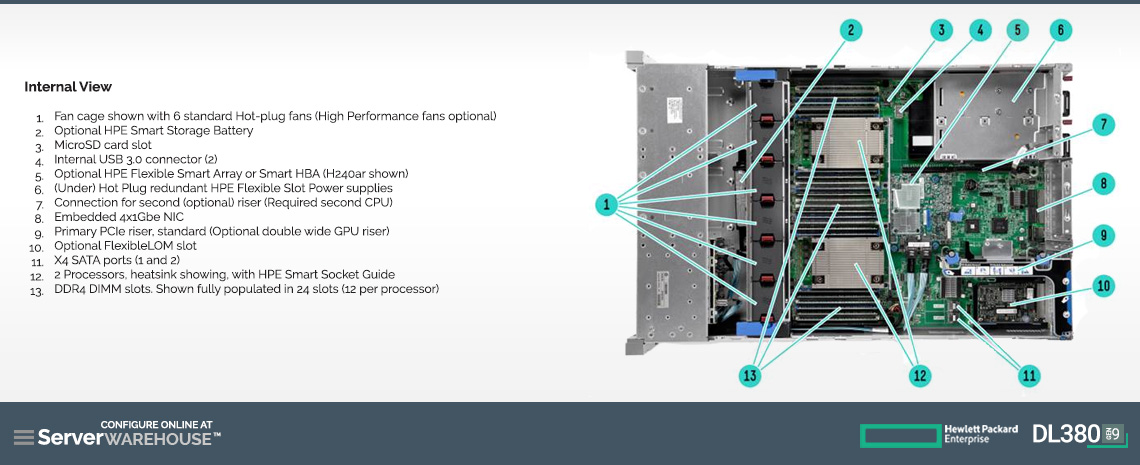 Internal View
1. Fan cage shown with 6 standard Hot-plug fans (High Performance fans optional)
2. Optional HPE Smart Storage Battery
3. MicroSD card slot
4. Internal USB 3.0 connector (2)
5. Optional HPE Flexible Smart Array or Smart HBA (H240ar shown)
6. (Under) Hot Plug redundant HPE Flexible Slot Power supplies
7. Connection for second (optional) riser (Required second CPU)
8. Embedded 4x1Gbe NIC
9. Primary PCIe riser, standard (Optional double wide GPU riser)
10. Optional FlexibleLOM slot
11. X4 SATA ports (1 and 2)
12. 2 Processors, heatsink showing, with HPE Smart Socket Guide
13. DDR4 DIMM slots. Shown fully populated in 24 slots (12 per processor)
2
3
4
5
6
7
1
8
9
10
13
12
11
CONFIGURE ONLINE AT
ServerWAREHOUSE™
Hewlett Packard
Enterprise
DL380 GEN 9